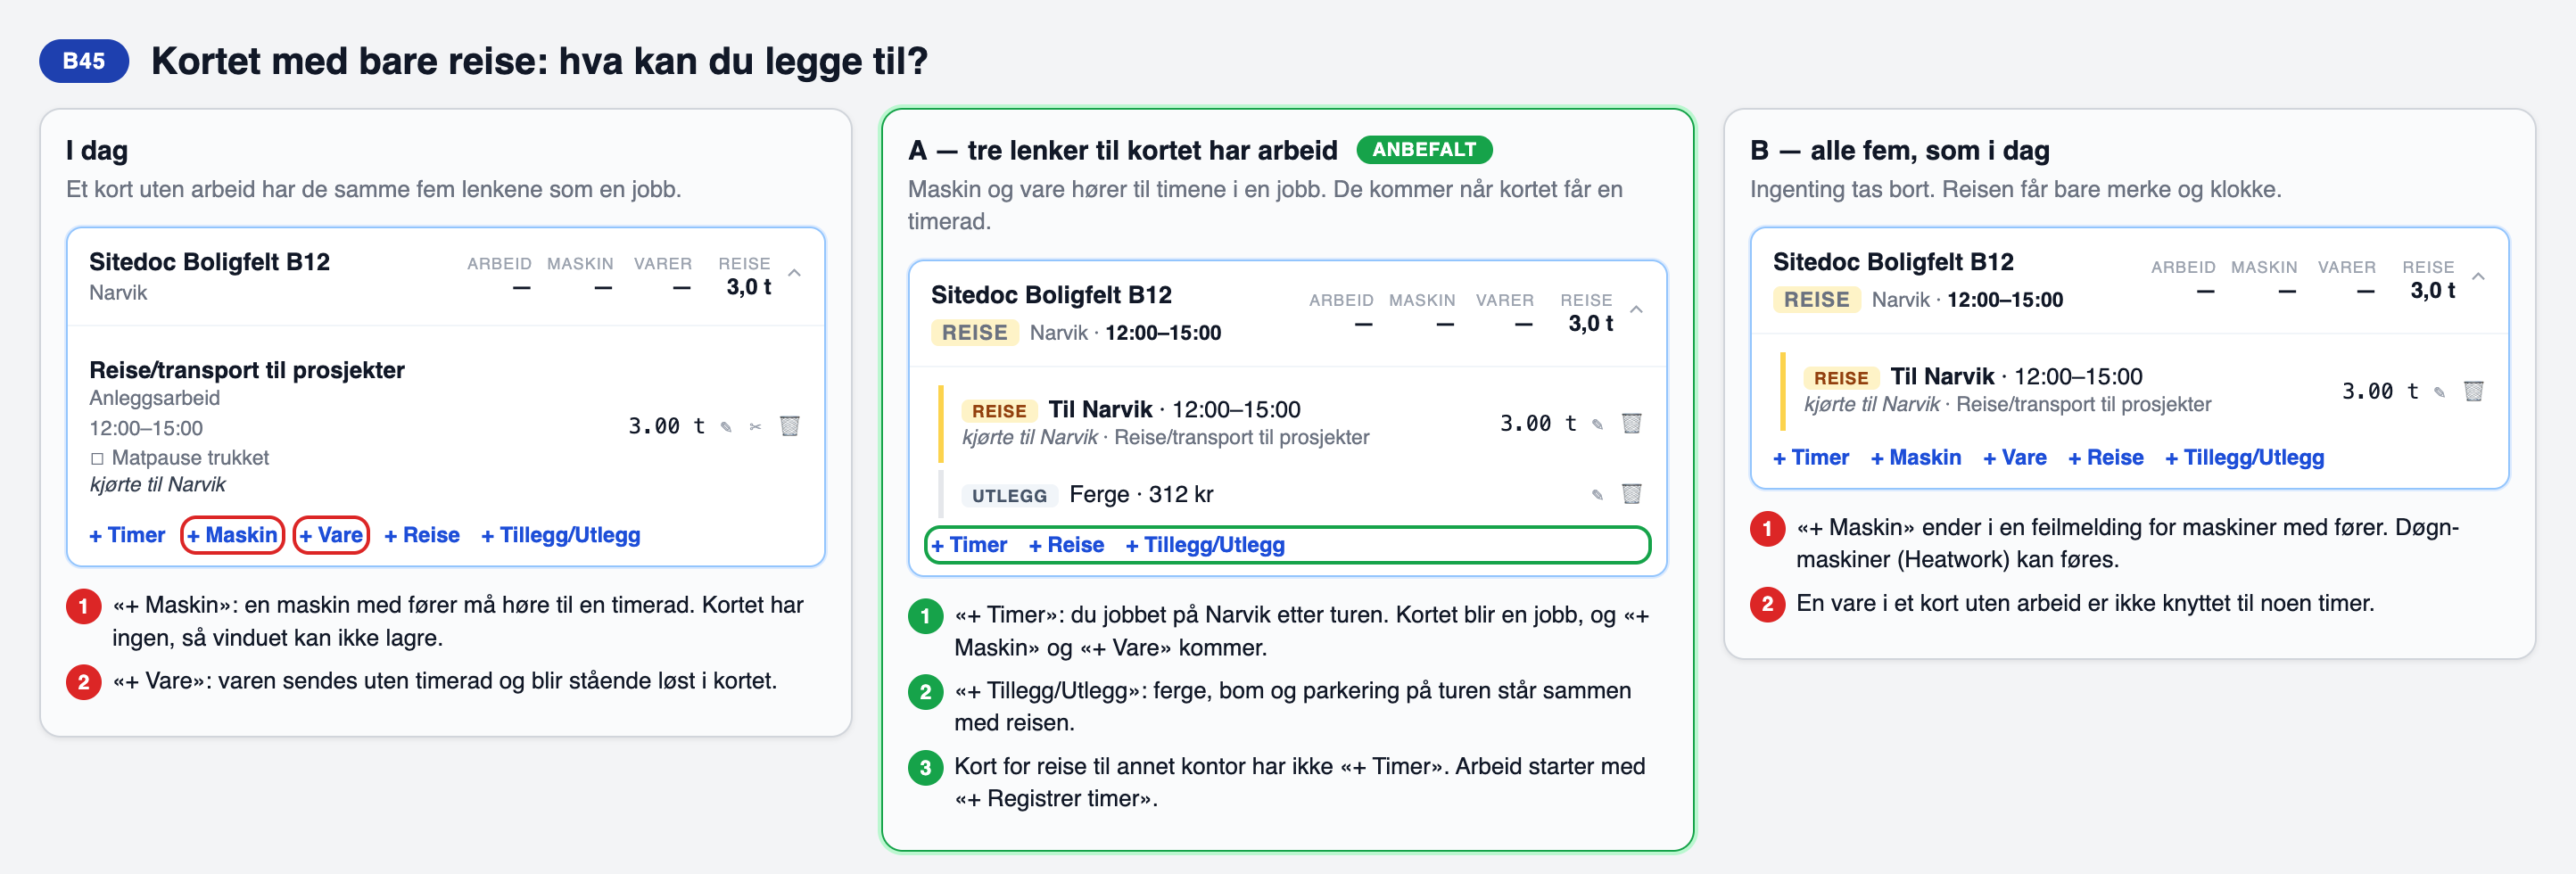 B45 Kortet med bare reise: hva kan du legge til?
I dag
Et kort uten arbeid har de samme fem lenkene som en jobb.
Sitedoc Boligfelt B12
Narvik
ARBEID MASKIN VARER REISE
— — — 3,0 t
Reise/transport til prosjekter
Anleggsarbeid
12:00–15:00
Matpause trukket
kjørte til Narvik
3.00 t
+ Timer + Maskin + Vare + Reise + Tillegg/Utlegg
1 «+ Maskin»: en maskin med fører må høre til en timerad. Kortet har
ingen, så vinduet kan ikke lagre.
2 «+ Vare»: varen sendes uten timerad og blir stående løst i kortet.
A — tre lenker til kortet har arbeid ANBEFALT
Maskin og vare hører til timene i en jobb. De kommer når kortet får en
timerad.
Sitedoc Boligfelt B12
REISE Narvik · 12:00–15:00
ARBEID MASKIN VARER REISE
— — — 3,0 t
REISE Til Narvik · 12:00–15:00
kjørte til Narvik · Reise/transport til prosjekter
3.00 t
UTLEGG Ferge · 312 kr
+ Timer + Reise + Tillegg/Utlegg
1 «+ Timer»: du jobbet på Narvik etter turen. Kortet blir en jobb, og «+
Maskin» og «+ Vare» kommer.
2 «+ Tillegg/Utlegg»: ferge, bom og parkering på turen står sammen
med reisen.
3 Kort for reise til annet kontor har ikke «+ Timer». Arbeid starter med
«+ Registrer timer».
B — alle fem, som i dag
Ingenting tas bort. Reisen får bare merke og klokke.
Sitedoc Boligfelt B12
REISE Narvik · 12:00–15:00
ARBEID MASKIN VARER REISE
— — — 3,0 t
REISE Til Narvik · 12:00–15:00
kjørte til Narvik · Reise/transport til prosjekter
3.00 t
+ Timer + Maskin + Vare + Reise + Tillegg/Utlegg
1 «+ Maskin» ender i en feilmelding for maskiner med fører. Døgn-
maskiner (Heatwork) kan føres.
2 En vare i et kort uten arbeid er ikke knyttet til noen timer.